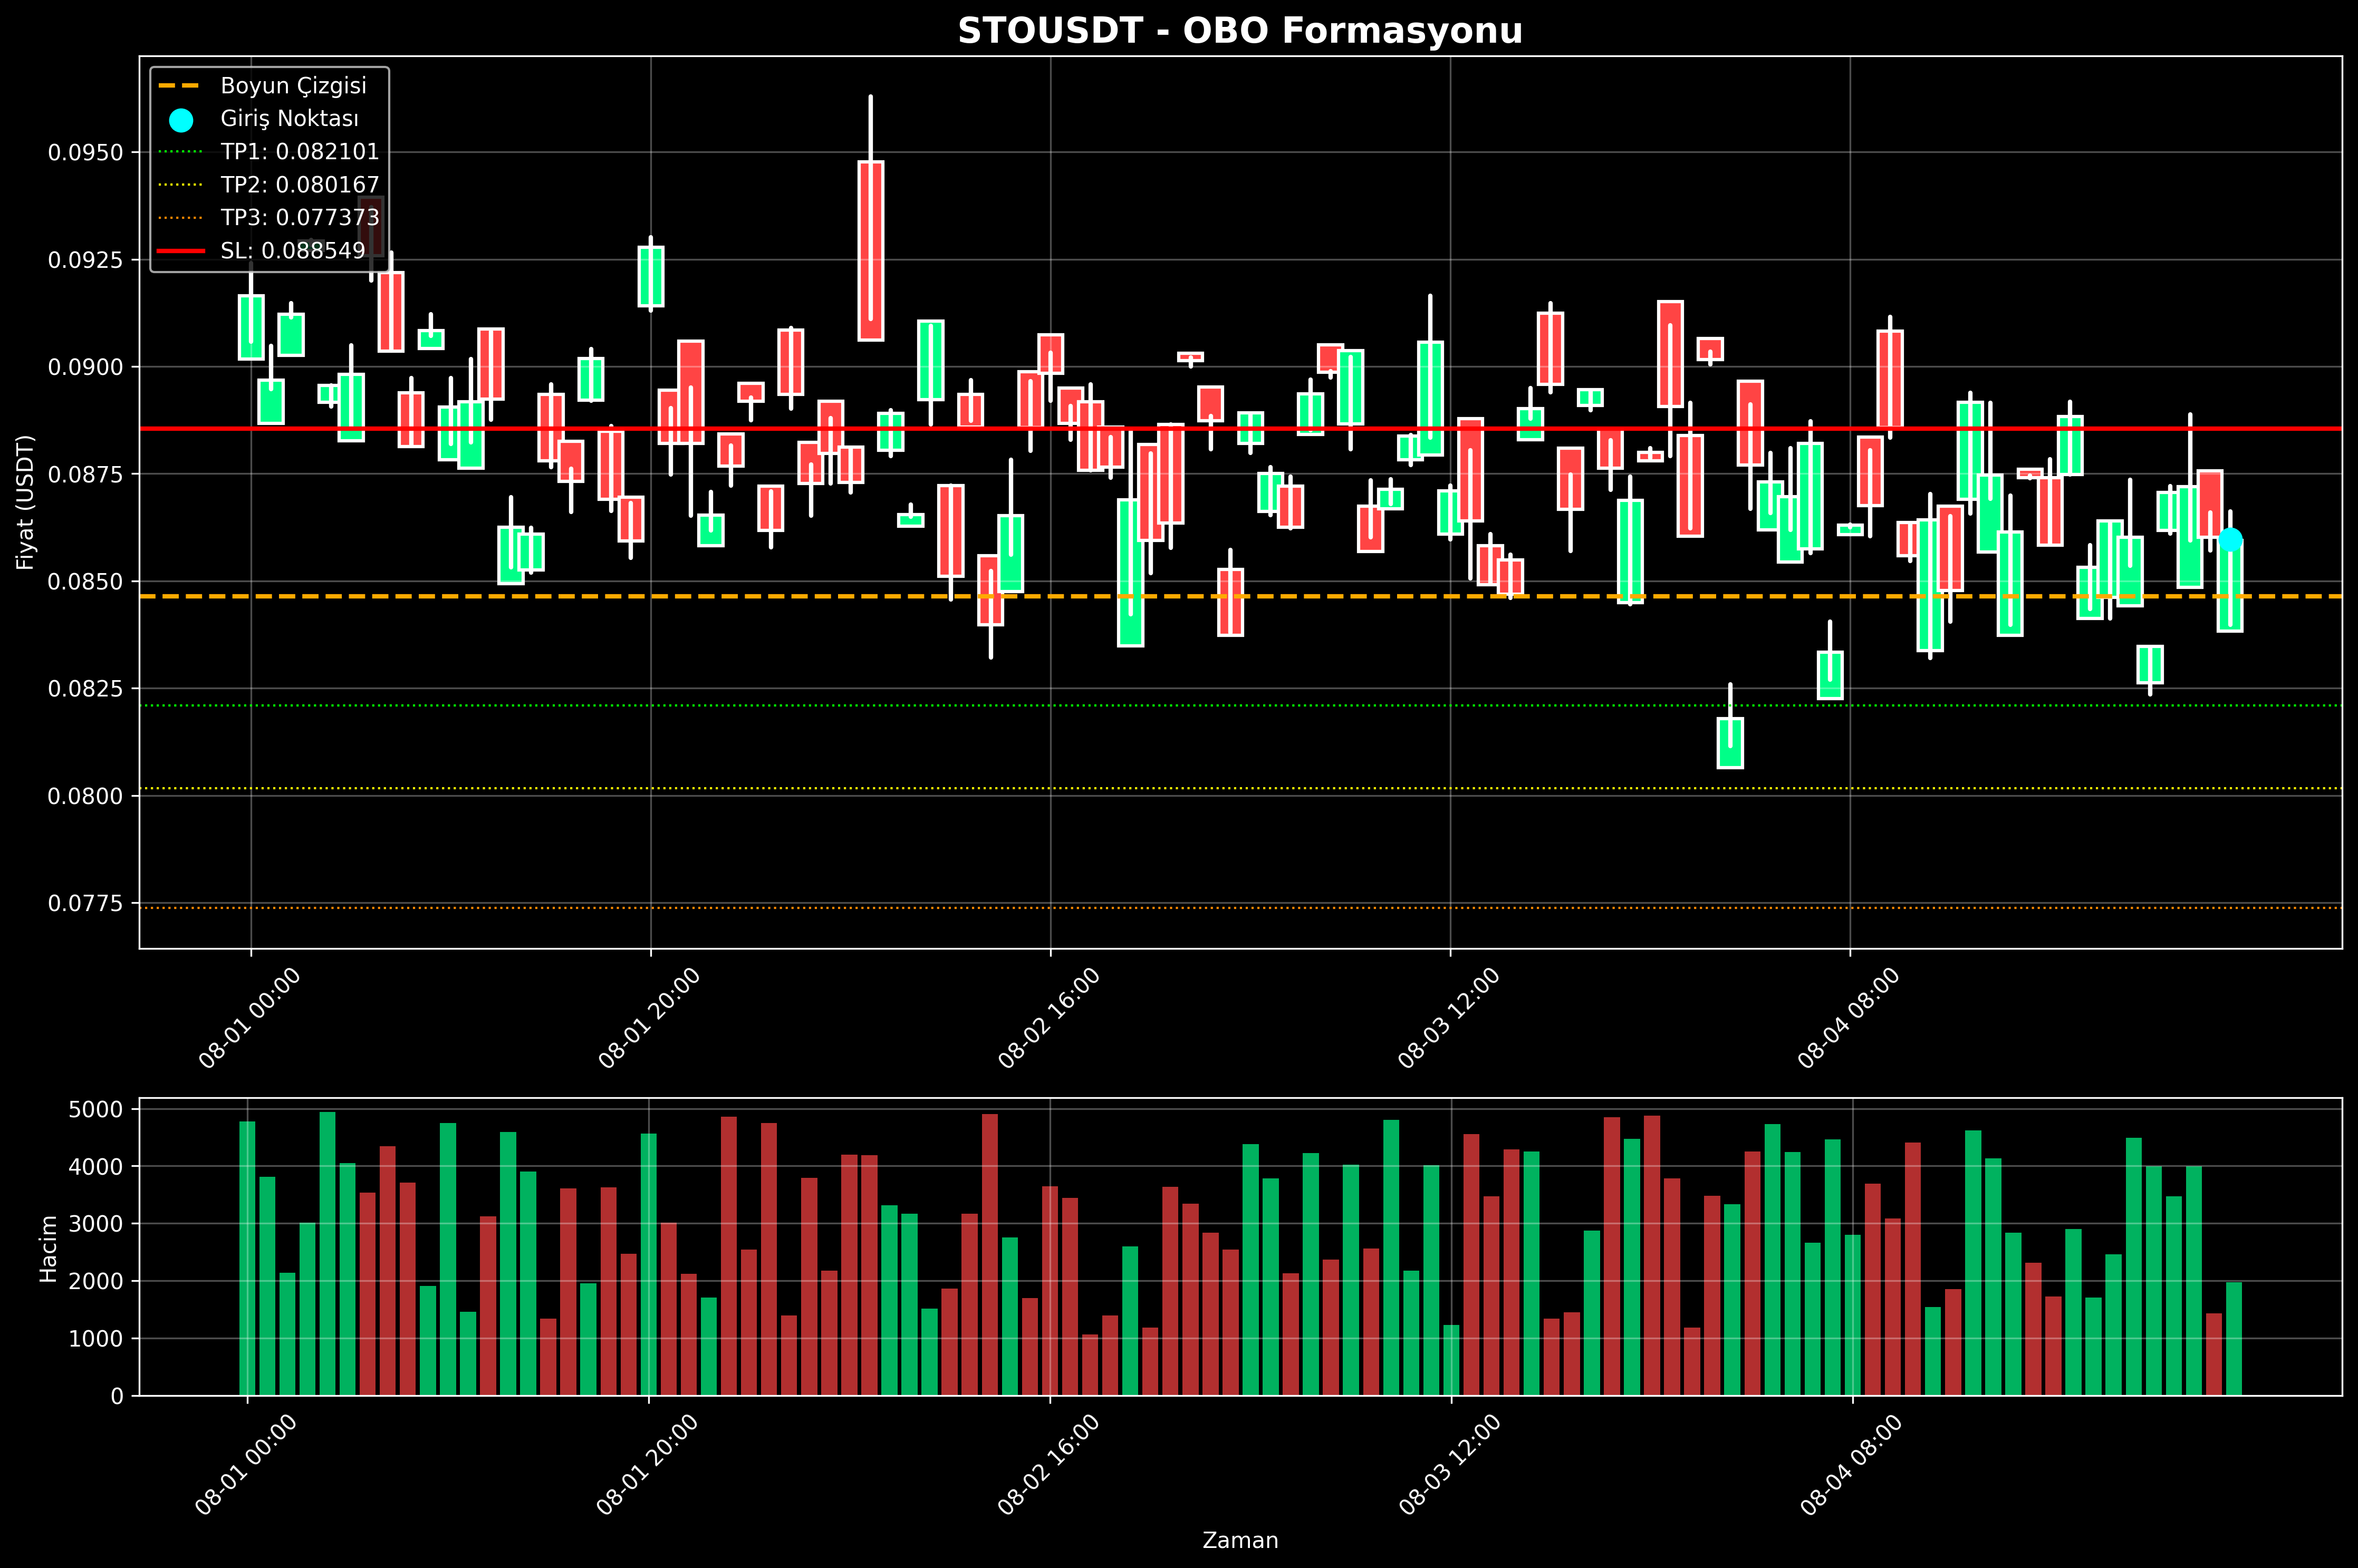 STOUSDT - OBO Formasyonu
Boyun Çizgisi
Giriş Noktası
TP1: 0.082101
TP2: 0.080167
TP3: 0.077373
SL: 0.088549
Fiyat (USDT)
0.0950
0.0925
0.0900
0.0875
0.0850
0.0825
0.0800
0.0775
08-01 00:00
08-01 20:00
08-02 16:00
08-03 12:00
08-04 08:00
Hacim
5000
4000
3000
2000
1000
0
08-01 00:00
08-01 20:00
08-02 16:00
08-03 12:00
08-04 08:00
Zaman